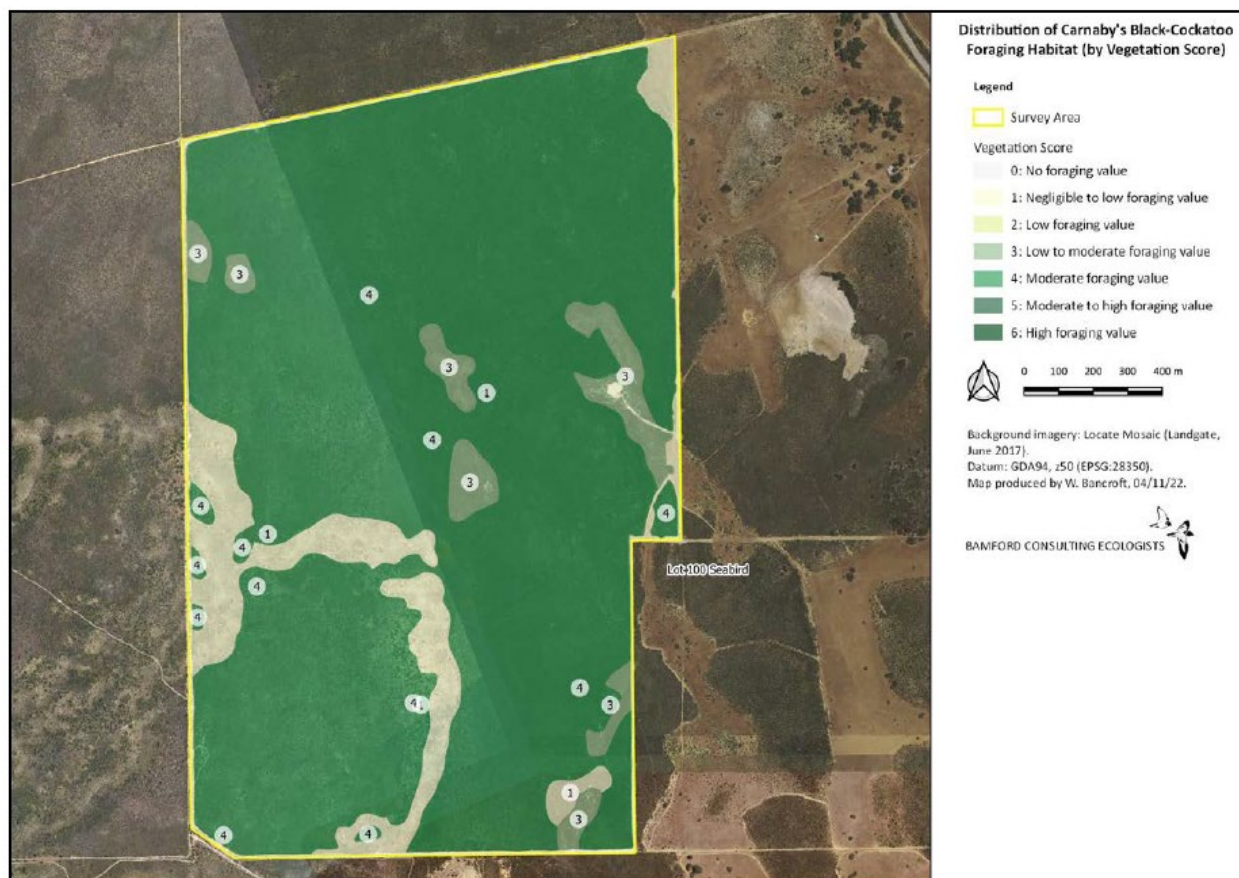 Distribution of Carnaby's Black-Cockatoo
Foraging Habitat (by Vegetation Score)
Legend
Survey Area
Vegetation Score
0: No foraging value
1: Negligible to low foraging value
2: Low foraging value
3: Low to moderate foraging value
4: Moderate foraging value
5: Moderate to high foraging value
6: High foraging value
0 100 200 300 400 m
Background imagery: Locate Mosaic (Landgate,
June 2017).
Datum: GDA94, z50 (EPSG:28350).
Map produced by W. Bancroft, 04/11/22.
BAMFORD CONSULTING ECOLOGISTS
3
3
4
3
3
1
4
3
4
4
1
4
Lot 100 Seabird
4
4
4
4
3
4
1
3
4
4